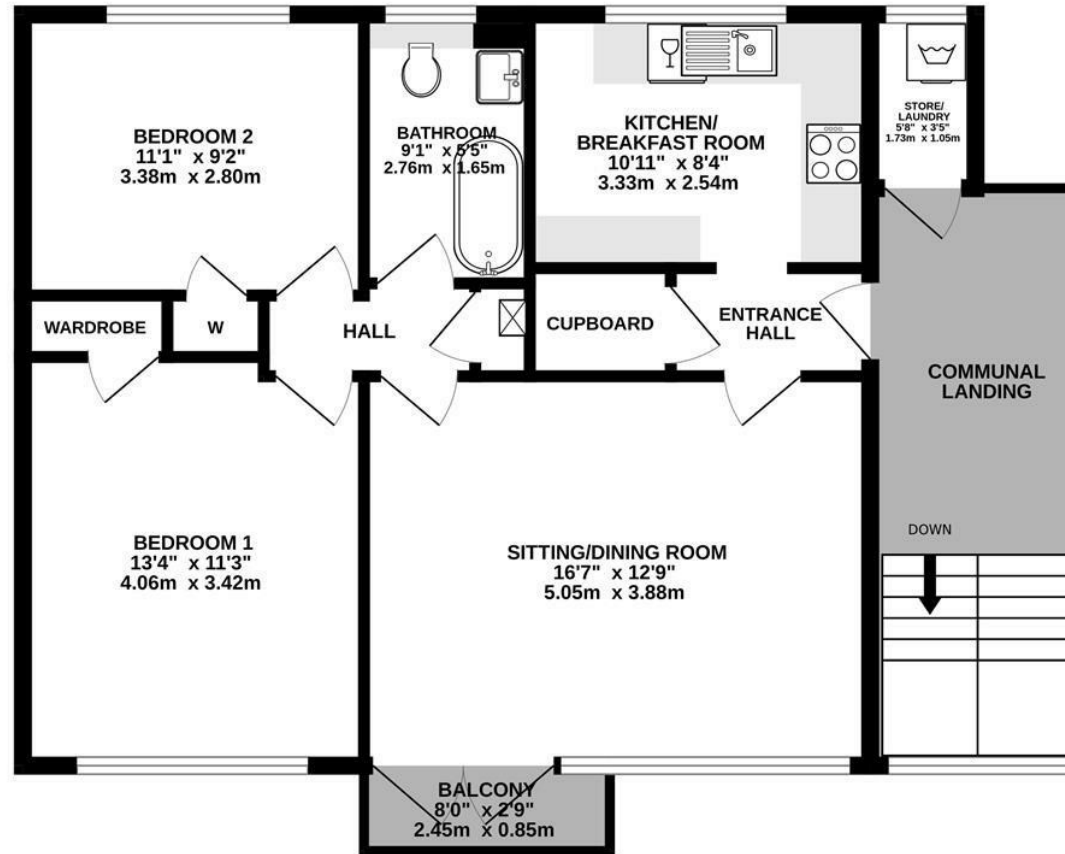 BEDROOM 2
11'1" x 9'2"
3.38m x 2.80m
BATHROOM
9'1" x 5'5"
2.76m x 1.65m
KITCHEN/
BREAKFAST ROOM
10'11" x 8'4"
3.33m x 2.54m
STORE/
LAUNDRY
5'8" x 3'5"
1.73m x 1.05m
WARDROBE
W
HALL
CUPBOARD
ENTRANCE
HALL
COMMUNAL
LANDING
DOWN
BEDROOM 1
13'4" x 11'3"
4.06m x 3.42m
SITTING/DINING ROOM
16'7" x 12'9"
5.05m x 3.88m
BALCONY
8'0" x 2'9"
2.45m x 0.85m